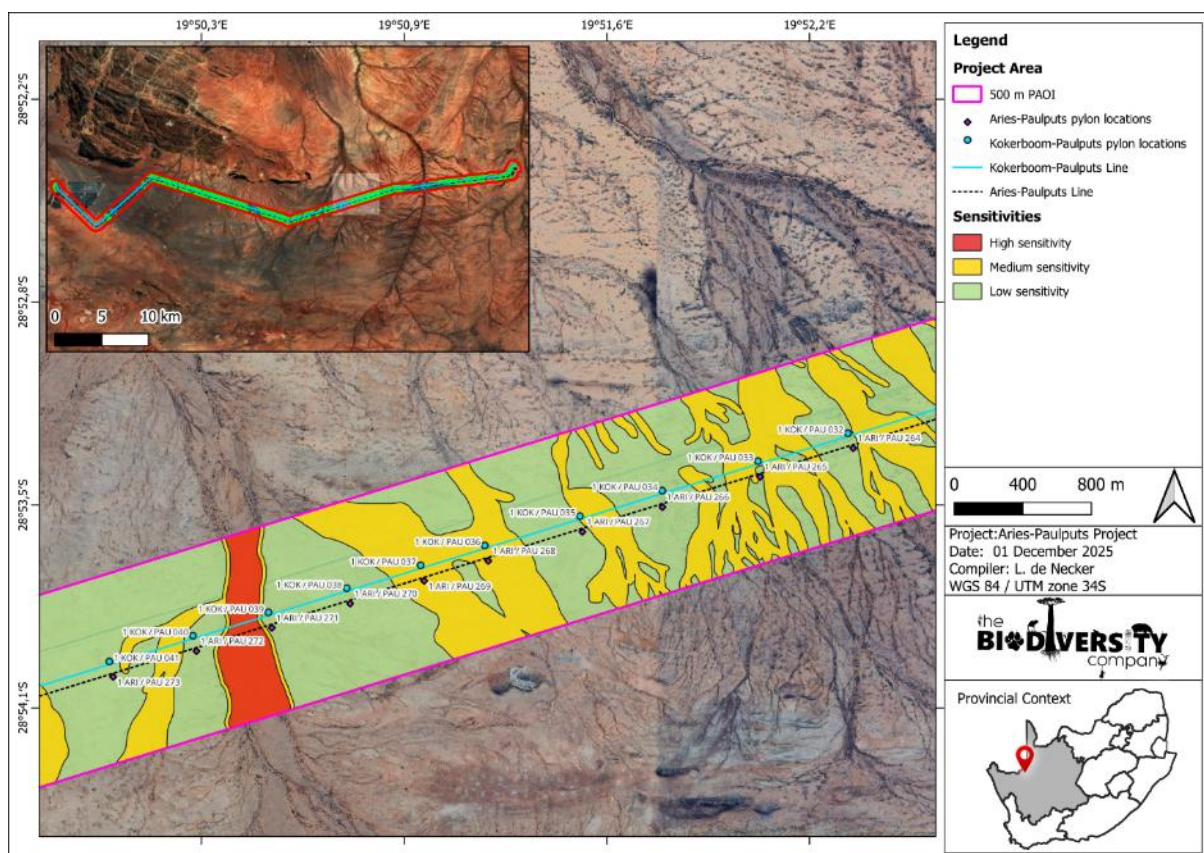 19°50,3'E
19°50,9'E
19°51,6'E
19°52,2'E
28°52,2'S
28°52,8'S
28°53,5'S
28°54,1'S
0 5 10 km
1 KOK / PAU 032
1 ARI / PAU 264
1 KOK / PAU 033
1 ARI / PAU 265
1 KOK / PAU 034
1 ARI / PAU 266
1 KOK / PAU 035
1 ARI / PAU 267
1 KOK / PAU 036
1 ARI / PAU 268
1 KOK / PAU 037
1 ARI / PAU 269
1 KOK / PAU 038
1 ARI / PAU 270
1 KOK / PAU 039
1 ARI / PAU 271
1 KOK / PAU 040
1 ARI / PAU 272
1 KOK / PAU 041
1 ARI / PAU 273
Legend
Project Area
500 m PAOI
Aries-Paulputs pylon locations
Kokerboom-Paulputs pylon locations
Kokerboom-Paulputs Line
Aries-Paulputs Line
Sensitivities
High sensitivity
Medium sensitivity
Low sensitivity
0 400 800 m
Project:Aries-Paulputs Project
Date: 01 December 2025
Compiler: L. de Necker
WGS 84 / UTM zone 34S
the
BIODIVERSITY
company
Provincial Context